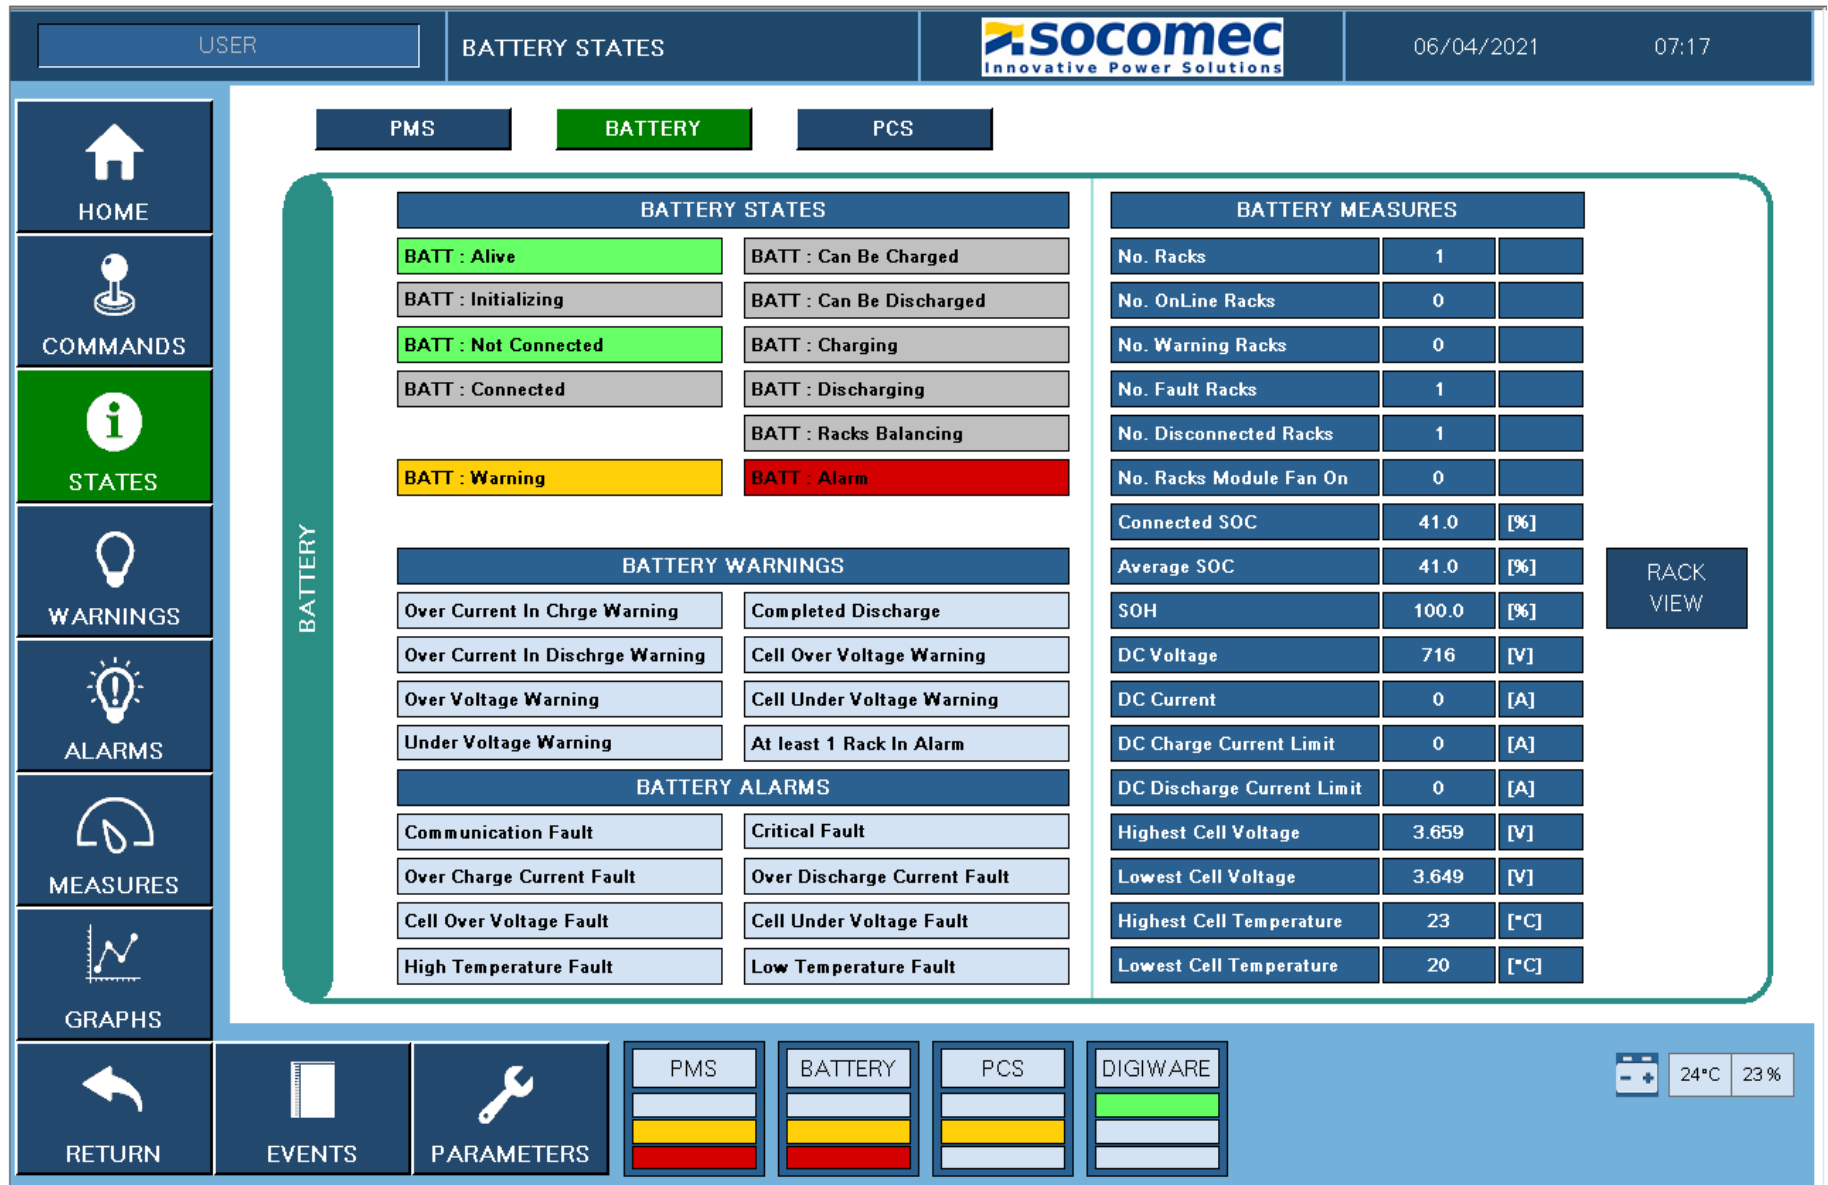 USER
BATTERY STATES
socomec
Innovative Power Solutions
06/04/2021
07:17
PMS
BATTERY
PCS
HOME
COMMANDS
STATES
WARNINGS
ALARMS
MEASURES
GRAPHS
BATTERY
BATTERY STATES
BATT : Alive
BATT : Can Be Charged
BATT : Initializing
BATT : Can Be Discharged
BATT : Not Connected
BATT : Charging
BATT : Connected
BATT : Discharging
BATT : Racks Balancing
BATT : Warning
BATT : Alarm
BATTERY WARNINGS
Over Current In Chrge Warning
Completed Discharge
Over Current In Dischrge Warning
Cell Over Voltage Warning
Over Voltage Warning
Cell Under Voltage Warning
Under Voltage Warning
At least 1 Rack In Alarm
BATTERY ALARMS
Communication Fault
Critical Fault
Over Charge Current Fault
Over Discharge Current Fault
Cell Over Voltage Fault
Cell Under Voltage Fault
High Temperature Fault
Low Temperature Fault
BATTERY MEASURES
No. Racks 1
No. OnLine Racks 0
No. Warning Racks 0
No. Fault Racks 1
No. Disconnected Racks 1
No. Racks Module Fan On 0
Connected SOC 41.0 [%]
Average SOC 41.0 [%]
SOH 100.0 [%]
DC Voltage 716 [V]
DC Current 0 [A]
DC Charge Current Limit 0 [A]
DC Discharge Current Limit 0 [A]
Highest Cell Voltage 3.659 [V]
Lowest Cell Voltage 3.649 [V]
Highest Cell Temperature 23 [°C]
Lowest Cell Temperature 20 [°C]
RACK
VIEW
RETURN
EVENTS
PARAMETERS
PMS
BATTERY
PCS
DIGIWARE
24°C
23 %